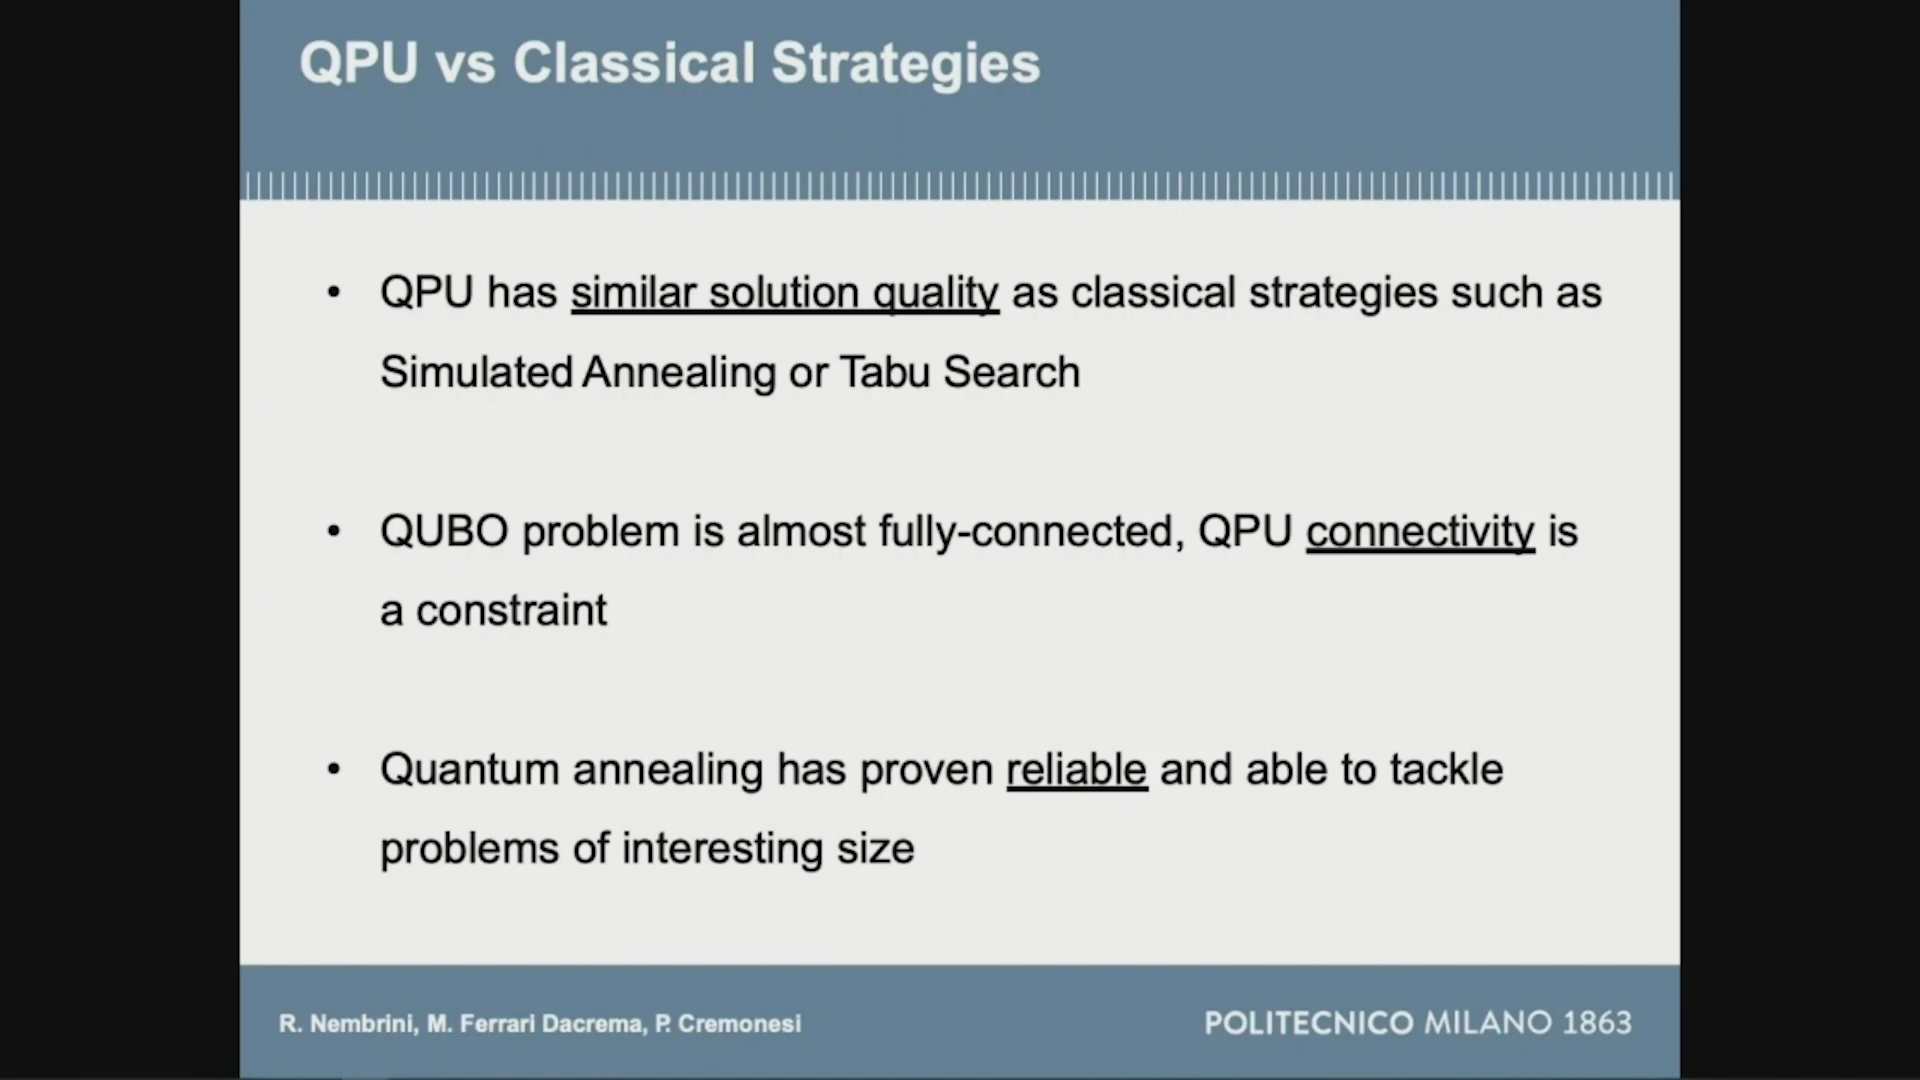 QPU vs Classical Strategies
• QPU has similar solution quality as classical strategies such as
Simulated Annealing or Tabu Search
• QUBO problem is almost fully-connected, QPU connectivity is
a constraint
• Quantum annealing has proven reliable and able to tackle
problems of interesting size
R. Nembrini, M. Ferrari Dacrema, P. Cremonesi
POLITECNICO MILANO 1863